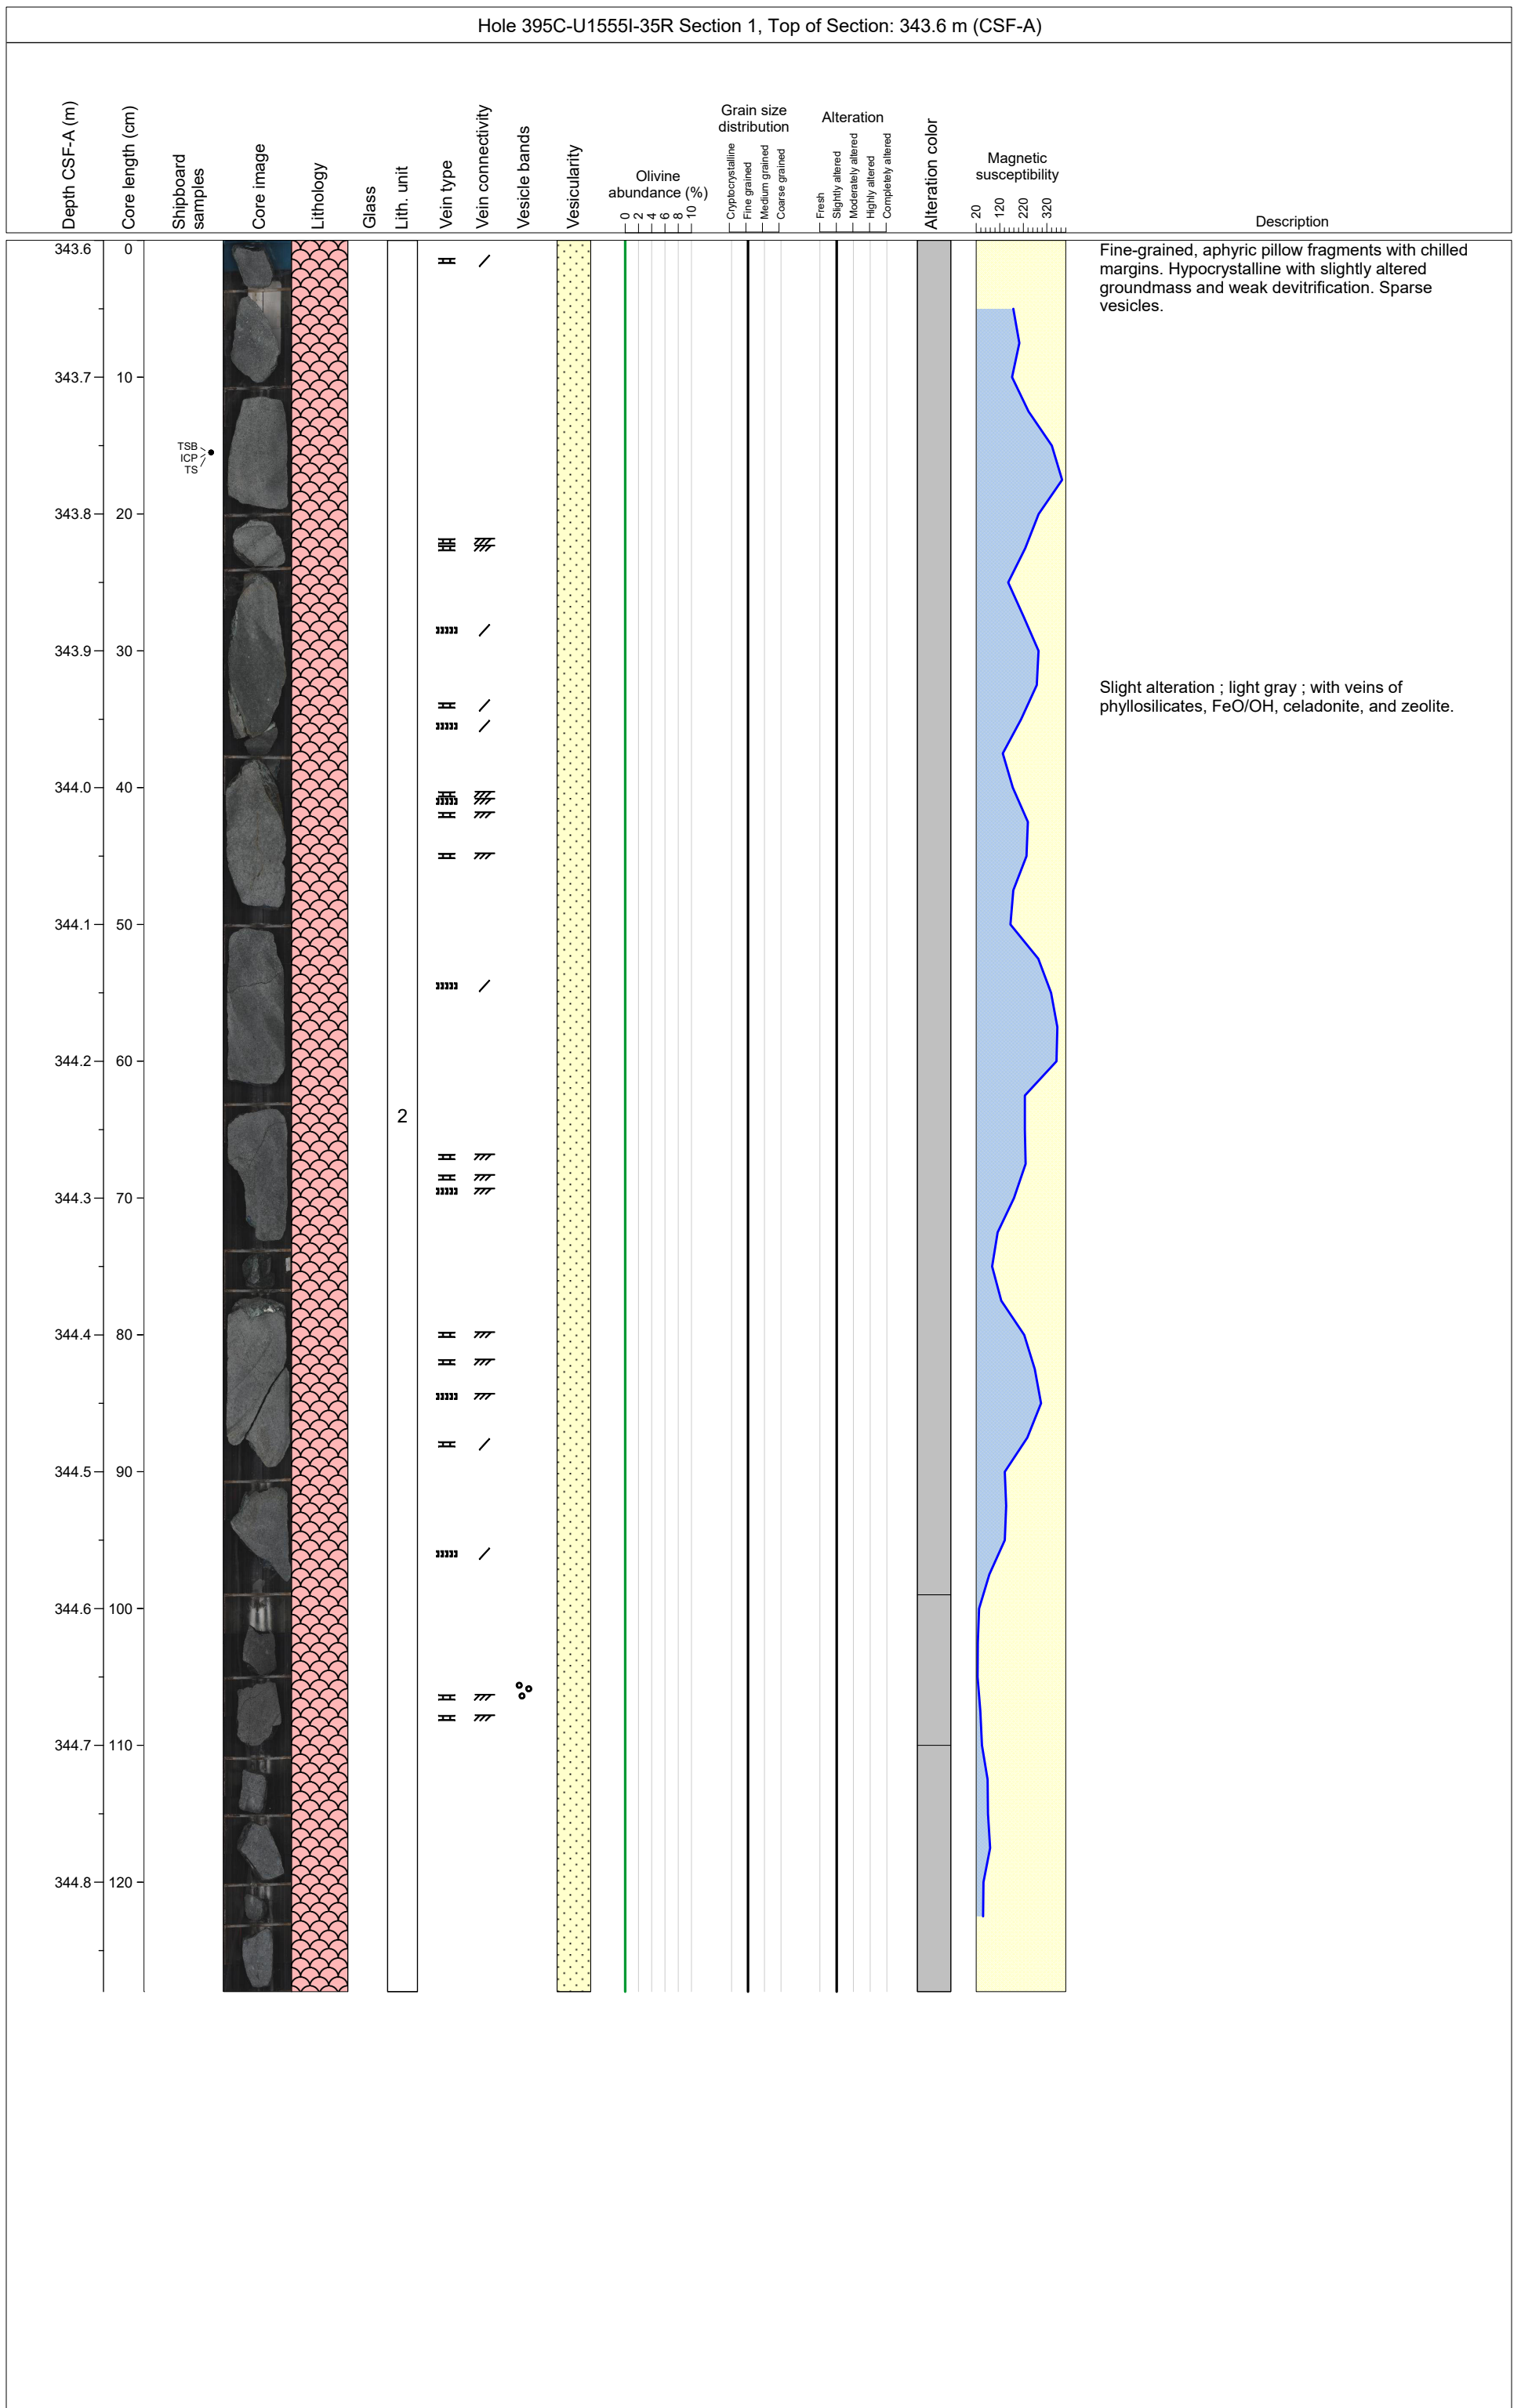 Hole 395C-U1555I-35R Section 1, Top of Section: 343.6 m (CSF-A)
Depth CSF-A (m)
Core length (cm)
Shipboard
samples
Core image
Lithology
Glass
Lith. unit
Vein type
Vein connectivity
Vesicle bands
Vesicularity
Olivine
abundance (%)
0
2
4
6
8
10
Grain size
distribution
Cryptocrystalline
Fine grained
Medium grained
Coarse grained
Alteration
Fresh
Slightly altered
Moderately altered
Highly altered
Completely altered
Alteration color
Magnetic
susceptibility
20
120
220
320
Description
343.6
0
Fine-grained, aphyric pillow fragments with chilled
margins. Hypocrystalline with slightly altered
groundmass and weak devitrification. Sparse
vesicles.
343.7
10
TSB
ICP
TS
343.8
20
343.9
30
Slight alteration ; light gray ; with veins of
phyllosilicates, FeO/OH, celadonite, and zeolite.
344.0
40
344.1
50
344.2
60
2
344.3
70
344.4
80
344.5
90
344.6
100
344.7
110
344.8
120